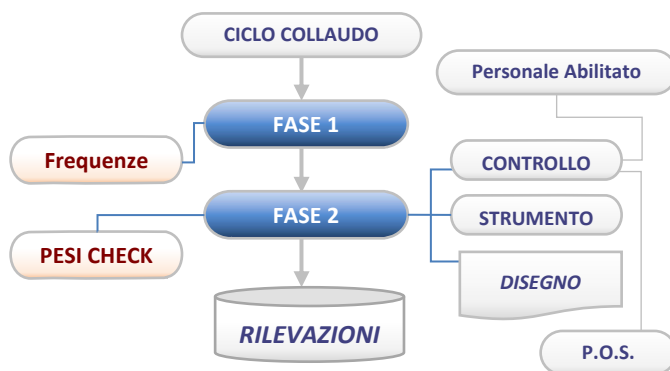 CICLO COLLAUDO
Personale Abilitato
FASE 1
Frequenze
CONTROLLO
FASE 2
STRUMENTO
PESI CHECK
DISEGNO
RILEVAZIONI
P.O.S.